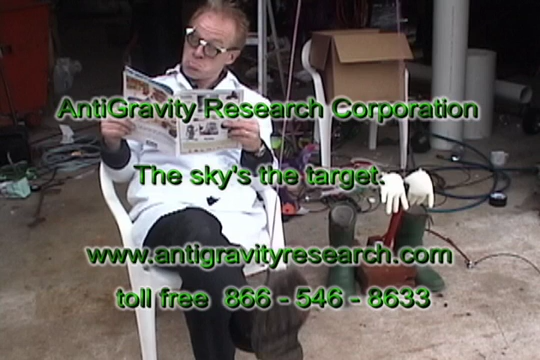 AntiGravity Research Corporation
The sky's the target.
www.antigravityresearch.com
toll free 866 - 546 - 8633